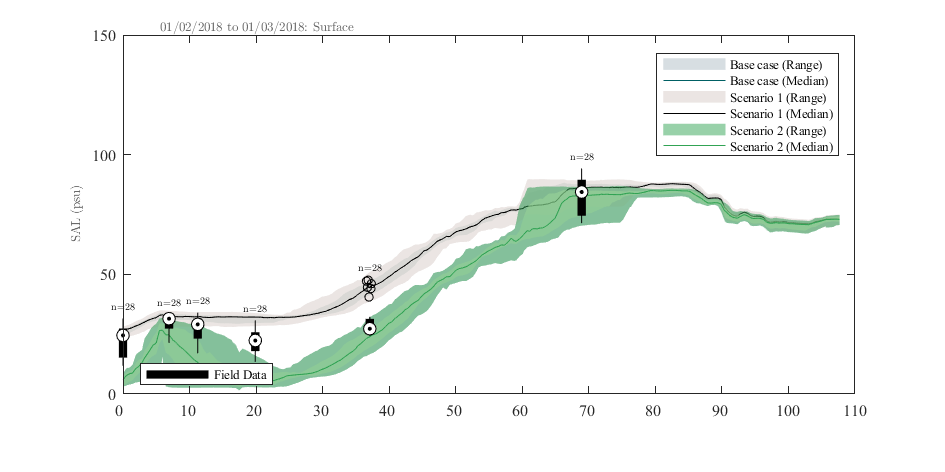 01/02/2018 to 01/03/2018: Surface
150
100
50
0
SAL (psu)
Base case (Range)
Base case (Median)
Scenario 1 (Range)
Scenario 1 (Median)
Scenario 2 (Range)
Scenario 2 (Median)
n=28
n=28
n=28
n=28
n=28
n=28
Field Data
0 10 20 30 40 50 60 70 80 90 100 110